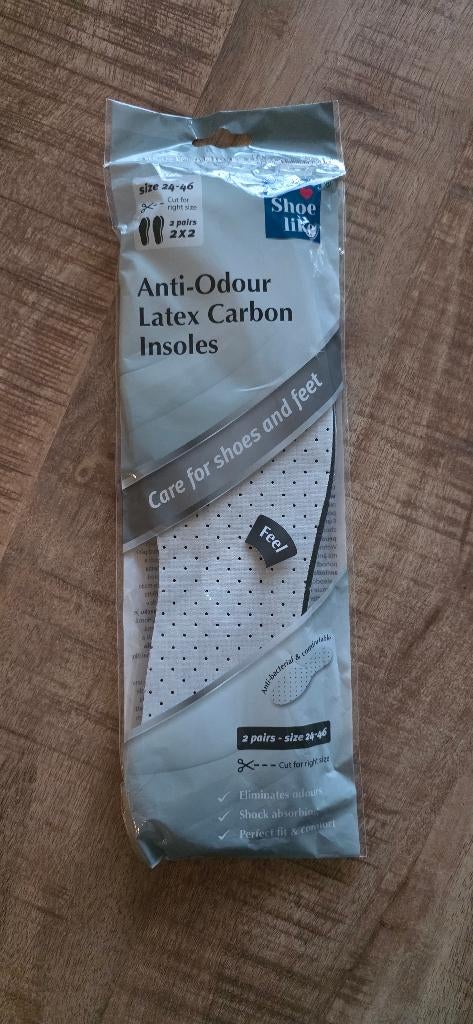 size 24-46
Cut for
right size
2 pairs
2X2
Shoe
like
Anti-Odour
Latex Carbon
Insoles
Care for shoes and feet
Feel
Anti-bacterial & comfortable
2 pairs - size 24-46
Cut for right size
Eliminates odours
Shock absorbing
Perfect fit & comfort